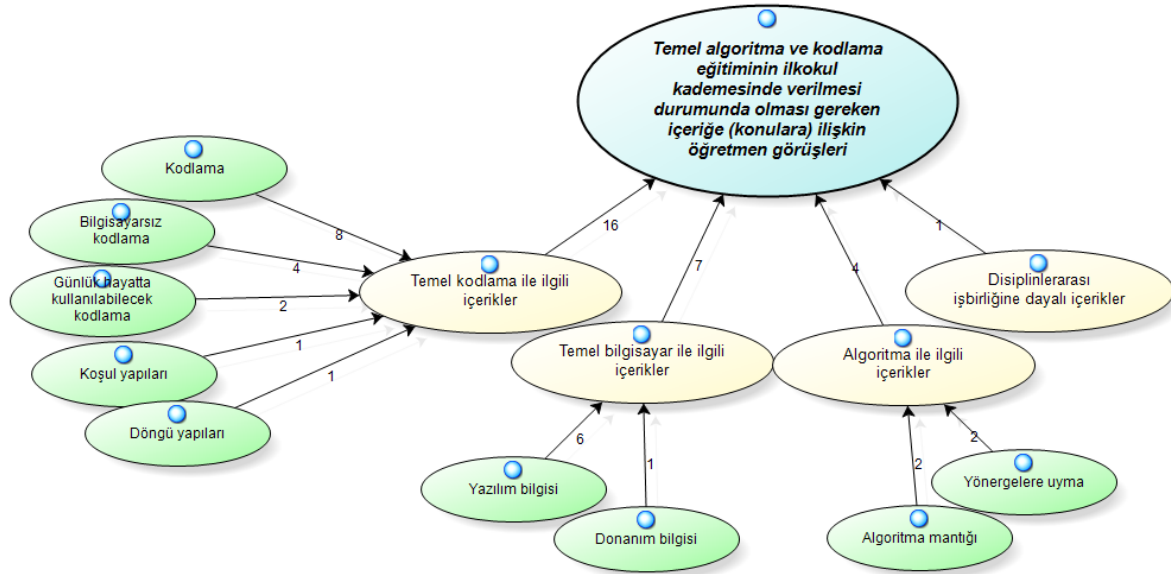 Temel algoritma ve kodlama
eğitiminin ilkokul
kademesinde verilmesi
durumunda olması gereken
içeriğe (konulara) ilişkin
öğretmen görüşleri
Kodlama
Bilgisayarsız
kodlama
Günlük hayatta
kullanılabilecek
kodlama
Koşul yapıları
Döngü yapıları
8
4
2
1
1
Temel kodlama ile ilgili
içerikler
16
7
4
1
Temel bilgisayar ile ilgili
içerikler
Algoritma ile ilgili
içerikler
Disiplinlerarası
işbirliğine dayalı içerikler
6
1
2
2
Yazılım bilgisi
Donanım bilgisi
Algoritma mantığı
Yönergelere uyma